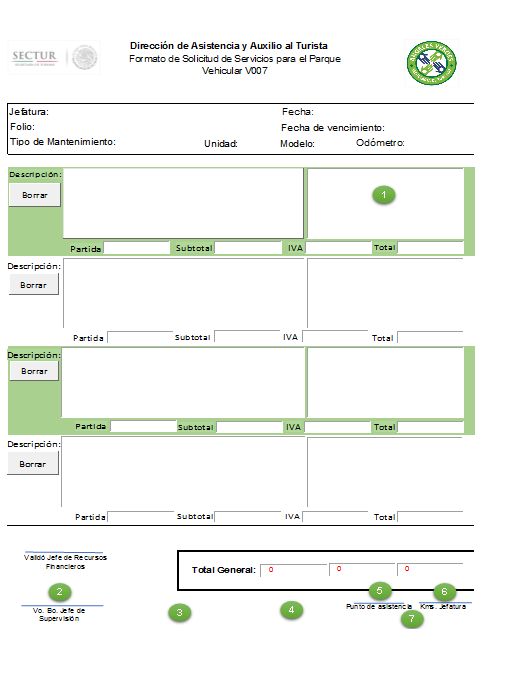 SECTUR
Dirección de Asistencia y Auxilio al Turista
Formato de Solicitud de Servicios para el Parque
Vehicular V007
ANGELES VERDES
Jefatura:
Fecha:
Folio:
Fecha de vencimiento:
Tipo de Mantenimiento:
Unidad:
Modelo:
Odómetro:
Descripción:
Borrar
1
Partida
Subtotal
IVA
Total
Descripción:
Borrar
Partida
Subtotal
IVA
Total
Descripción:
Borrar
Partida
Subtotal
IVA
Total
Descripción:
Borrar
Partida
Subtotal
IVA
Total
Validó Jefe de Recursos
Financieros
Total General:
0
0
0
2
5
6
Vo. Bo. Jefe de
Supervisión
3
4
Punto de asistencia
Kms. Jefatura
7